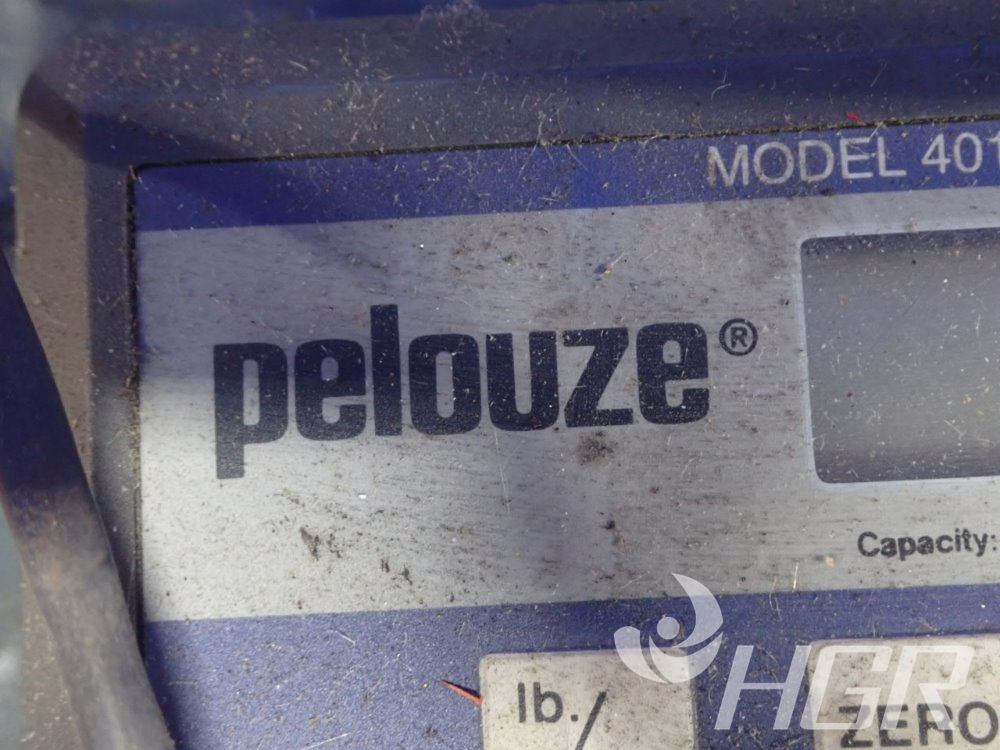 MODEL 401
pelouze®
Capacity:
lb./
ZERO
HGR